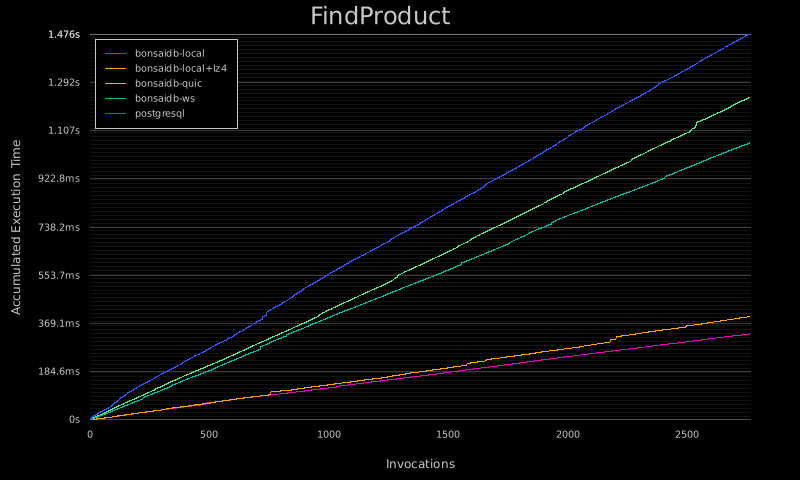 FindProduct
1.476s
1.292s
1.107s
922.8ms
738.2ms
553.7ms
369.1ms
184.6ms
0s
Accumulated Execution Time
bonsaidb-local
bonsaidb-local+lz4
bonsaidb-quic
bonsaidb-ws
postgresql
0
500
1000
1500
2000
2500
Invocations